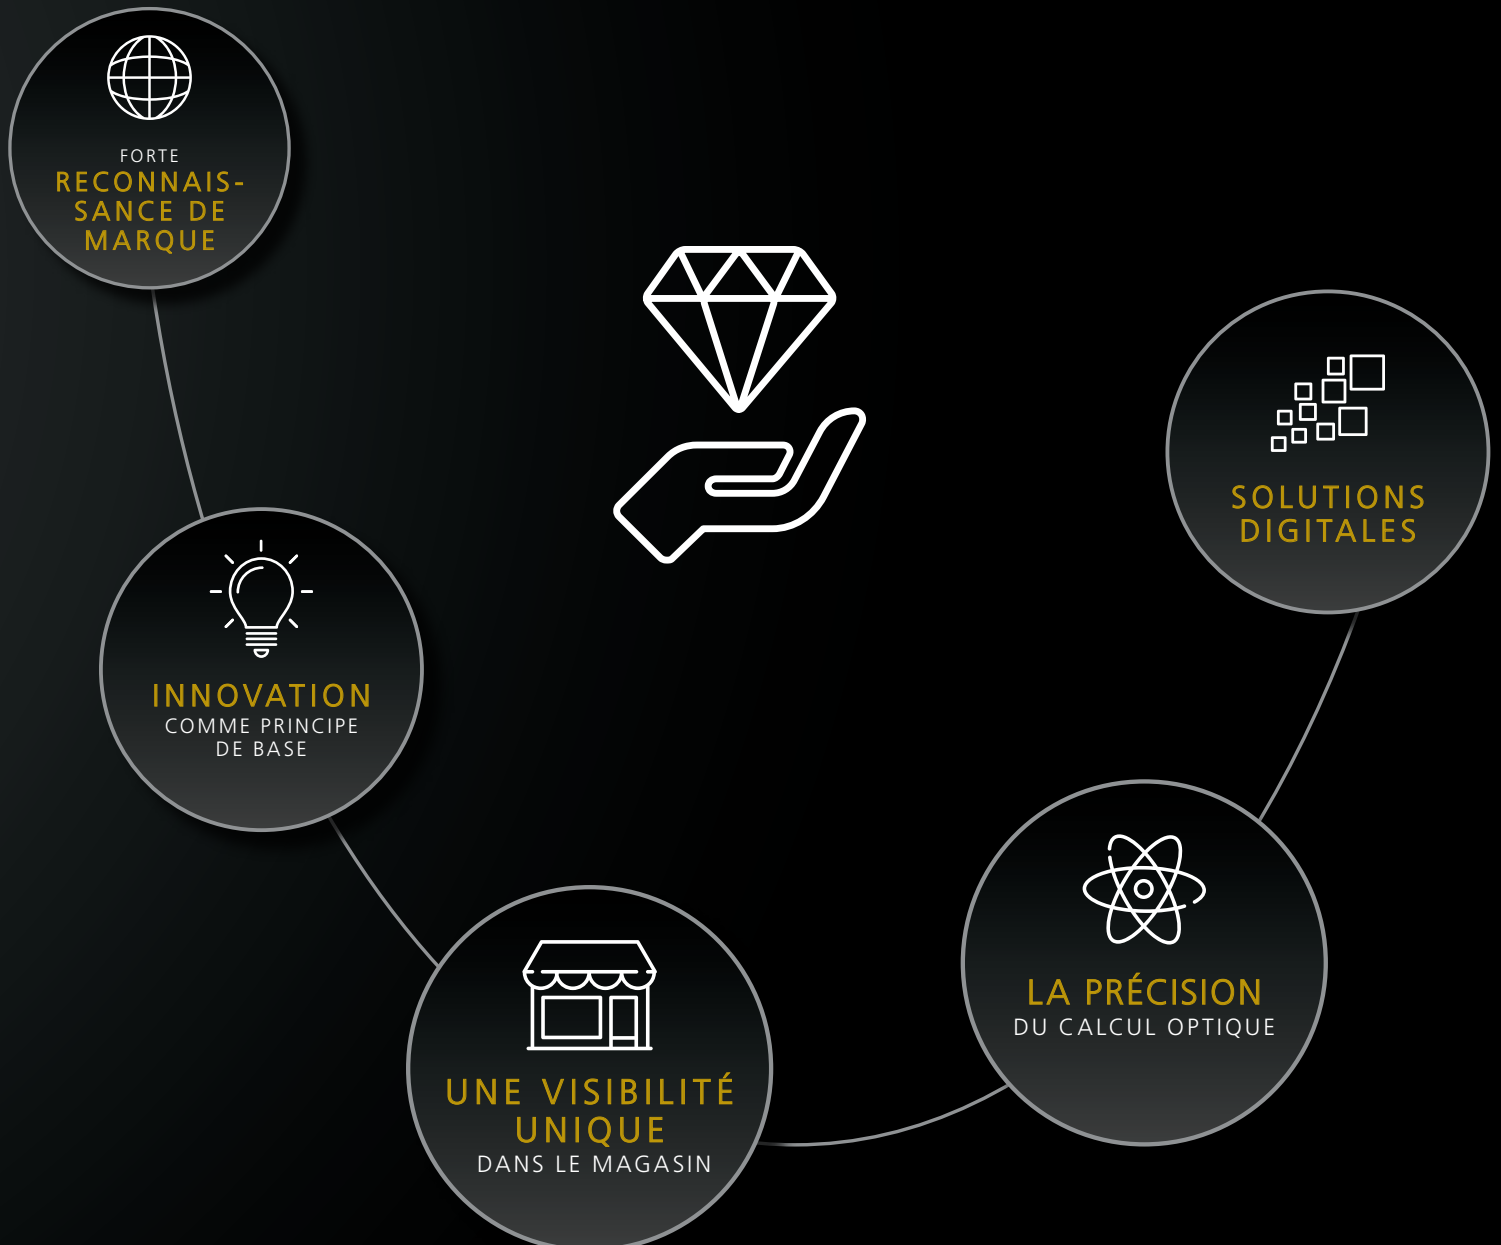 FORTE
RECONNAIS-
SANCE DE
MARQUE
INNOVATION
COMME PRINCIPE
DE BASE
UNE VISIBILITÉ
UNIQUE
DANS LE MAGASIN
LA PRÉCISION
DU CALCUL OPTIQUE
SOLUTIONS
DIGITALES